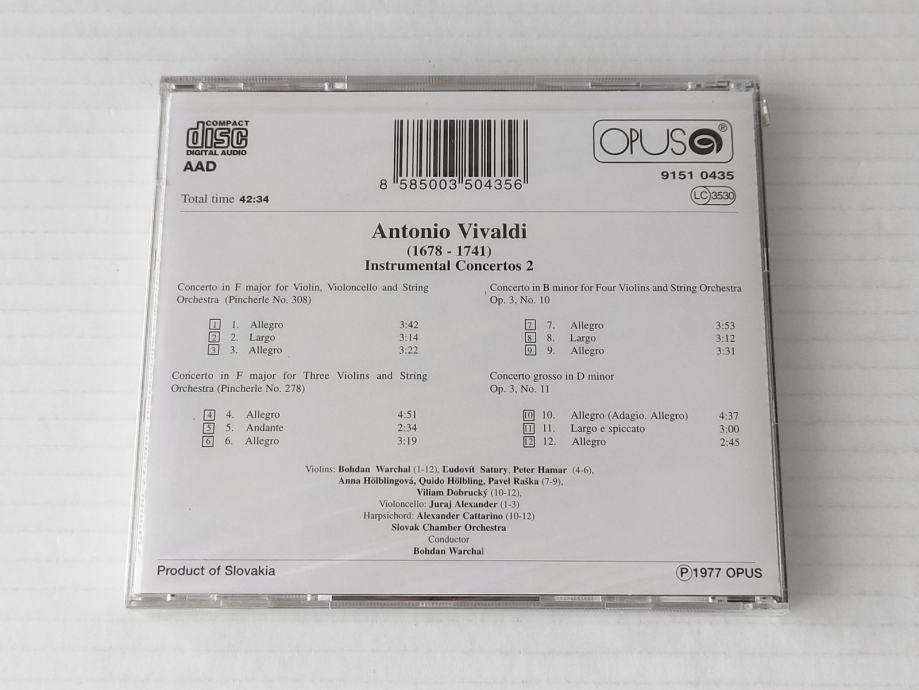 COMPACT
disc
DIGITAL AUDIO
AAD
Total time 42:34
8 585003 504356
OPUS ®
9151 0435
LC 3530
Antonio Vivaldi
(1678 - 1741)
Instrumental Concertos 2
Concerto in F major for Violin, Violoncello and String
Orchestra (Pincherle No. 308)
1 1. Allegro 3:42
2 2. Largo 3:14
3 3. Allegro 3:22
Concerto in F major for Three Violins and String
Orchestra (Pincherle No. 278)
4 4. Allegro 4:51
5 5. Andante 2:34
6 6. Allegro 3:19
Concerto in B minor for Four Violins and String Orchestra
Op. 3, No. 10
7 7. Allegro 3:53
8 8. Largo 3:12
9 9. Allegro 3:31
Concerto grosso in D minor
Op. 3, No. 11
10 10. Allegro (Adagio. Allegro) 4:37
11 11. Largo e spiccato 3:00
12 12. Allegro 2:45
Violins: Bohdan Warchal (1-12), Ľudovít Satury, Peter Hamar (4-6),
Anna Hölblingová, Quido Hölbling, Pavel Raška (7-9),
Viliam Dobrucký (10-12),
Violoncello: Juraj Alexander (1-3)
Harpsichord: Alexander Cattarino (10-12)
Slovak Chamber Orchestra
Conductor
Bohdan Warchal
Product of Slovakia
Ⓟ1977 OPUS